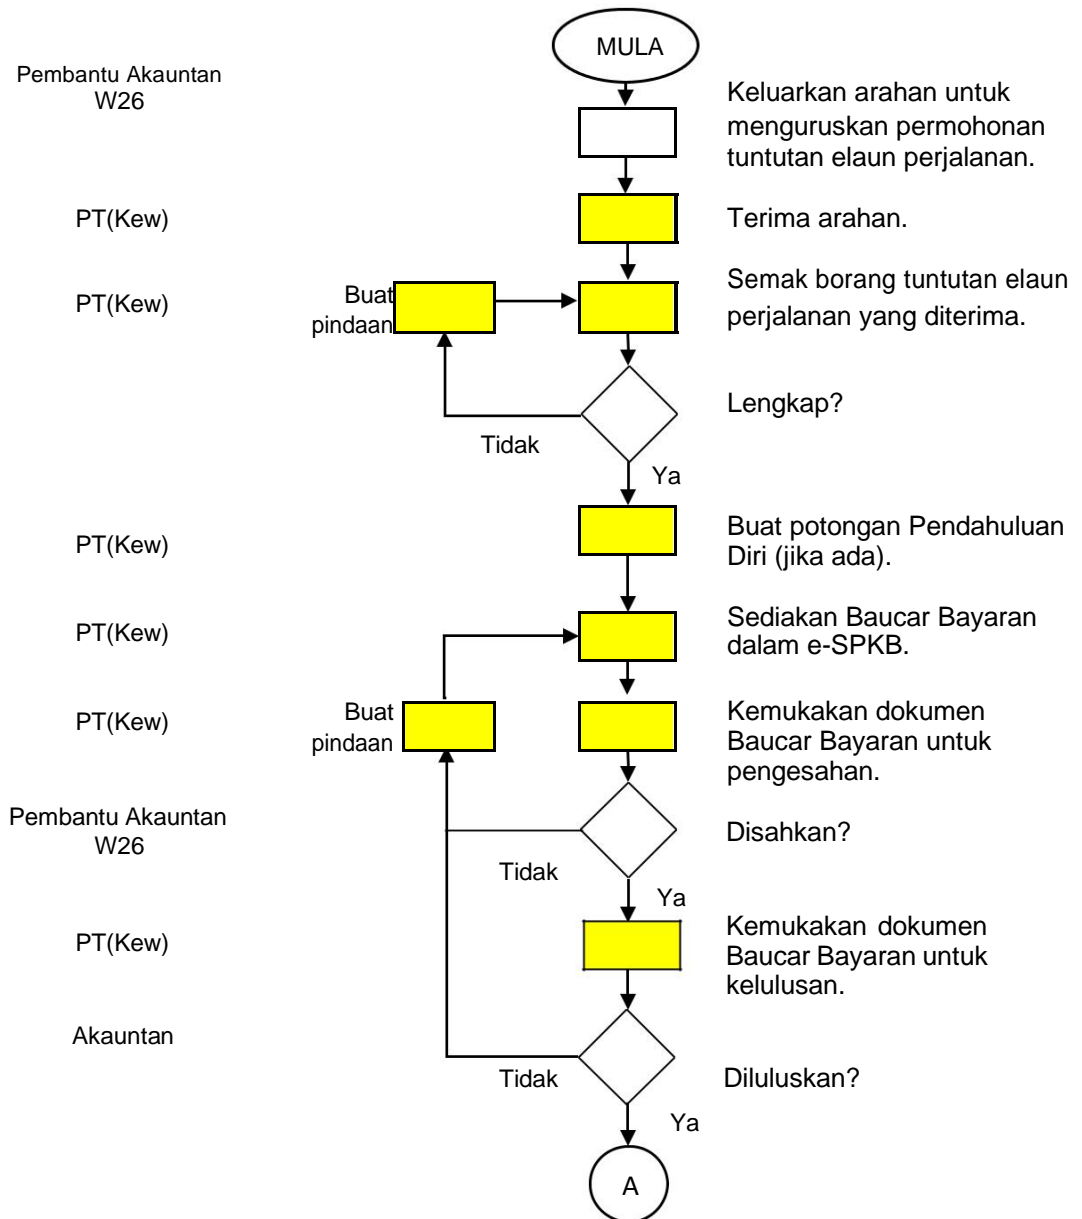 MULA
Pembantu Akauntan
W26
Keluarkan arahan untuk
menguruskan permohonan
tuntutan elaun perjalanan.
PT(Kew)
Terima arahan.
PT(Kew)
Buat
pindaan
Semak borang tuntutan elaun
perjalanan yang diterima.
Lengkap?
Tidak
Ya
PT(Kew)
Buat potongan Pendahuluan
Diri (jika ada).
PT(Kew)
Sediakan Baucar Bayaran
dalam e-SPKB.
PT(Kew)
Buat
pindaan
Kemukakan dokumen
Baucar Bayaran untuk
pengesahan.
Pembantu Akauntan
W26
Disahkan?
Tidak
Ya
PT(Kew)
Kemukakan dokumen
Baucar Bayaran untuk
kelulusan.
Akauntan
Tidak
Diluluskan?
Ya
A